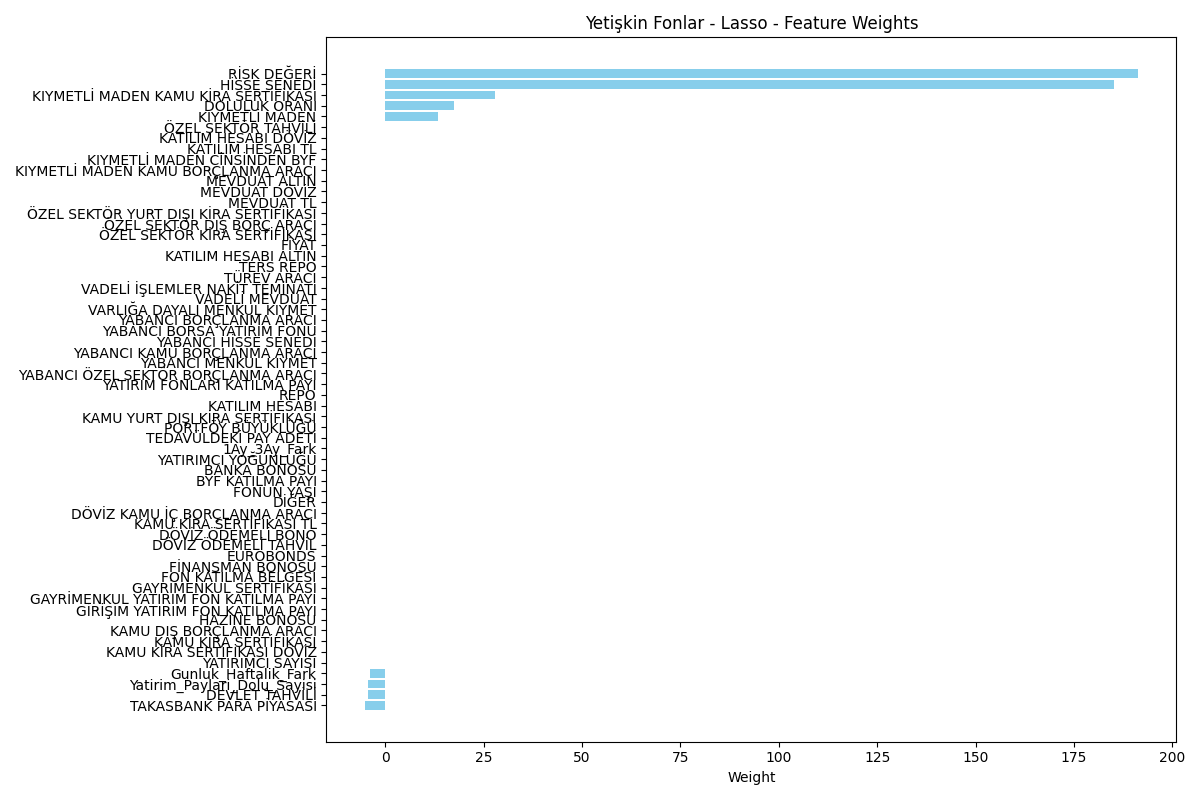 Yetişkin Fonlar - Lasso - Feature Weights
RİSK DEĞERİ
HİSSE SENEDİ
KIYMETLİ MADEN KAMU KİRA SERTİFİKASI
DOLULUK ORANI
KIYMETLİ MADEN
ÖZEL SEKTÖR TAHVİLİ
KATILIM HESABI DÖVİZ
KATILIM HESABI TL
KIYMETLİ MADEN CİNSİNDEN BYF
KIYMETLİ MADEN KAMU BORÇLANMA ARACI
MEVDUAT ALTIN
MEVDUAT DÖVİZ
MEVDUAT TL
ÖZEL SEKTÖR YURT DIŞI KİRA SERTİFİKASI
ÖZEL SEKTÖR DIŞ BORÇ ARACI
ÖZEL SEKTÖR KİRA SERTİFİKASI
FİYAT
KATILIM HESABI ALTIN
TERS REPO
TÜREV ARACI
VADELİ İŞLEMLER NAKİT TEMİNATI
VADELİ MEVDUAT
VARLIĞA DAYALI MENKUL KIYMET
YABANCI BORÇLANMA ARACI
YABANCI BORSA YATIRIM FONU
YABANCI HİSSE SENEDİ
YABANCI KAMU BORÇLANMA ARACI
YABANCI MENKUL KIYMET
YABANCI ÖZEL SEKTÖR BORÇLANMA ARACI
YATIRIM FONLARI KATILMA PAYI
REPO
KATILIM HESABI
KAMU YURT DIŞI KİRA SERTİFİKASI
PORTFÖY BÜYÜKLÜĞÜ
TEDAVÜLDEKİ PAY ADETİ
1Ay_3Ay_Fark
YATIRIMCI YOĞUNLUĞU
BANKA BONOSU
BYF KATILMA PAYI
FONUN YAŞI
DİĞER
DÖVİZ KAMU İÇ BORÇLANMA ARACI
KAMU KİRA SERTİFİKASI TL
DÖVİZ ÖDEMELİ BONO
DÖVİZ ÖDEMELİ TAHVİL
EUROBONDS
FİNANSMAN BONOSU
FON KATILMA BELGESİ
GAYRİMENKUL SERTİFİKASI
GAYRİMENKUL YATIRIM FON KATILMA PAYI
GİRİŞİM YATIRIM FON KATILMA PAYI
HAZİNE BONOSU
KAMU DIŞ BORÇLANMA ARACI
KAMU KİRA SERTİFİKASI
KAMU KİRA SERTİFİKASI DÖVİZ
YATIRIMCI SAYISI
Gunluk_Haftalik_Fark
Yatirim_Payları_Dolu_Sayisi
DEVLET TAHVİLİ
TAKASBANK PARA PİYASASI
0 25 50 75 100 125 150 175 200
Weight